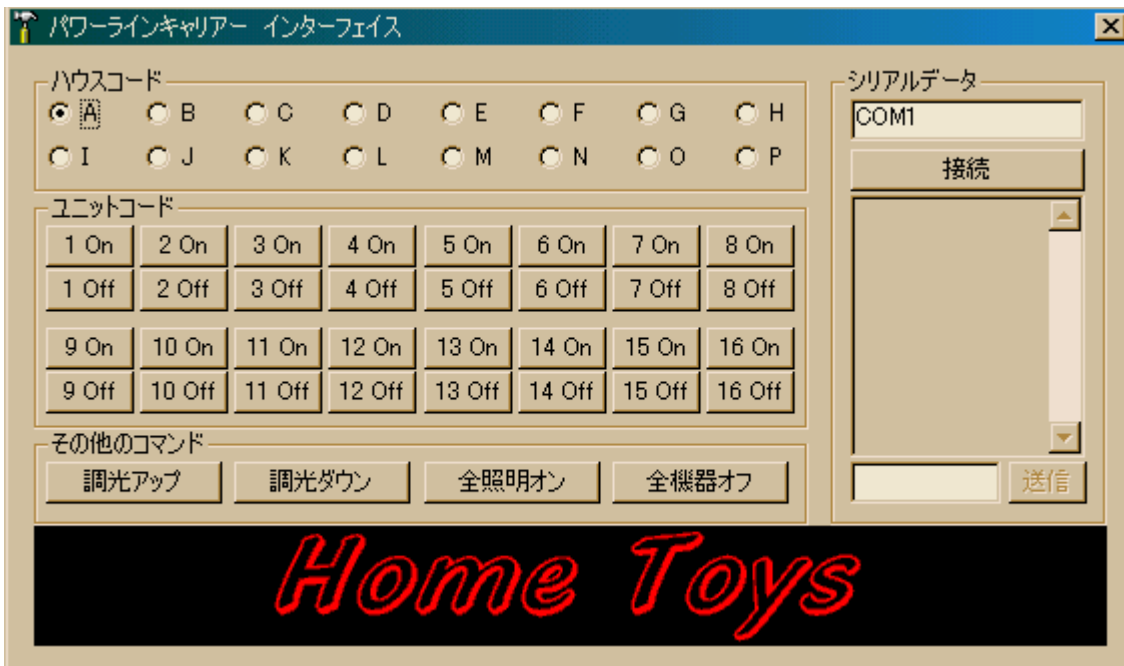 パワーラインキャリアー インターフェイス
ハウスコード
A B C D E F G H
I J K L M N O P
ユニットコード
1 On 2 On 3 On 4 On 5 On 6 On 7 On 8 On
1 Off 2 Off 3 Off 4 Off 5 Off 6 Off 7 Off 8 Off
9 On 10 On 11 On 12 On 13 On 14 On 15 On 16 On
9 Off 10 Off 11 Off 12 Off 13 Off 14 Off 15 Off 16 Off
その他のコマンド
調光アップ 調光ダウン 全照明オン 全機器オフ
シリアルデータ
COM1
接続
送信
Home Toys